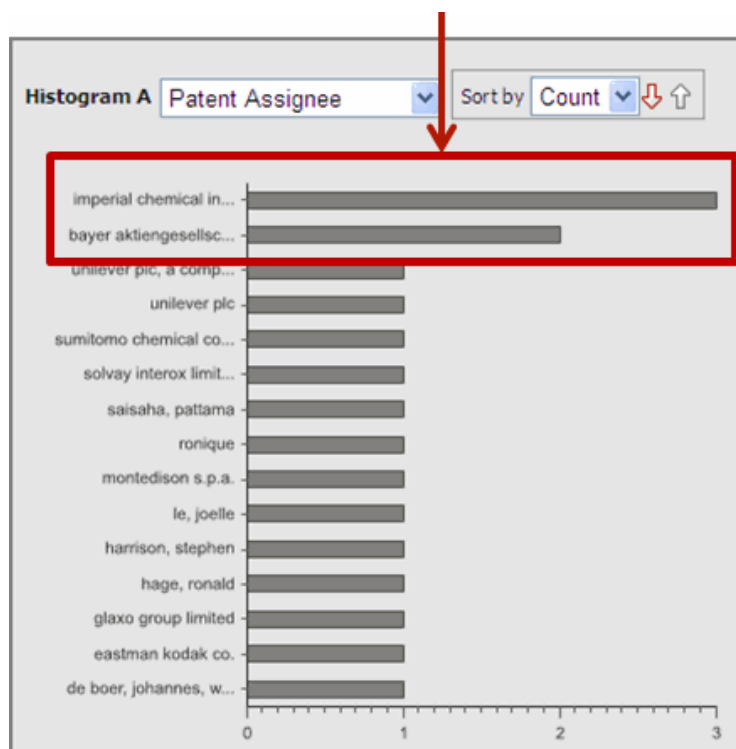 Histogram A Patent Assignee Sort by Count
imperial chemical in...
bayer aktiengesellsc...
unilever plc, a comp...
unilever plc
sumitomo chemical co...
solvay interox limit...
saisaha, pattama
ronique
montedison s.p.a.
le, joelle
harrison, stephen
hage, ronald
glaxo group limited
eastman kodak co.
de boer, johannes, w...
0 1 2 3